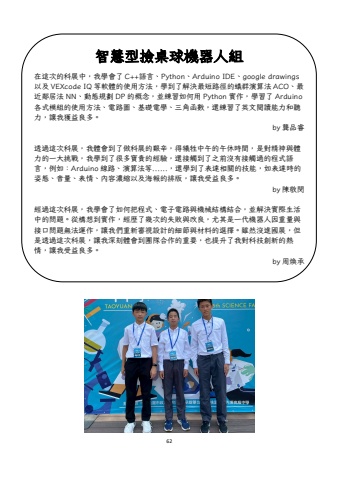 智慧型撿桌球機器人組
在這次的科展中，我學會了 C++語言、Python、Arduino IDE、google drawings
以及 VEXcode IQ 等軟體的使用方法，學到了解決最短路徑的蟻群演算法 ACO、最
近鄰居法 NN、動態規劃 DP 的概念，並練習如何用 Python 實作，學習了 Arduino
各式模組的使用方法、電路圖、基礎電學、三角函數，還練習了英文閱讀能力和聽
力，讓我獲益良多。
by 龔品睿
透過這次科展，我體會到了做科展的艱辛，得犧牲中午的午休時間，是對精神與體
力的一大挑戰，我學到了很多寶貴的經驗，還接觸到了之前沒有接觸過的程式語
言，例如：Arduino 線路、演算法等……，還學到了表達相關的技能，如表達時的
姿態、音量、表情、內容濃縮以及海報的排版，讓我受益良多。
by 陳敬閎
經過這次科展，我學會了如何把程式、電子電路與機械結構結合，並解決實際生活
中的問題。從構想到實作，經歷了幾次的失敗與改良，尤其是一代機器人因重量與
接口問題無法運作，讓我們重新審視設計的細節與材料的選擇。雖然沒進國展，但
是透過這次科展，讓我深刻體會到團隊合作的重要，也提升了我對科技創新的熱
情，讓我受益良多。
by 周煥承
TAOYUAN
SCIENCE FA
62